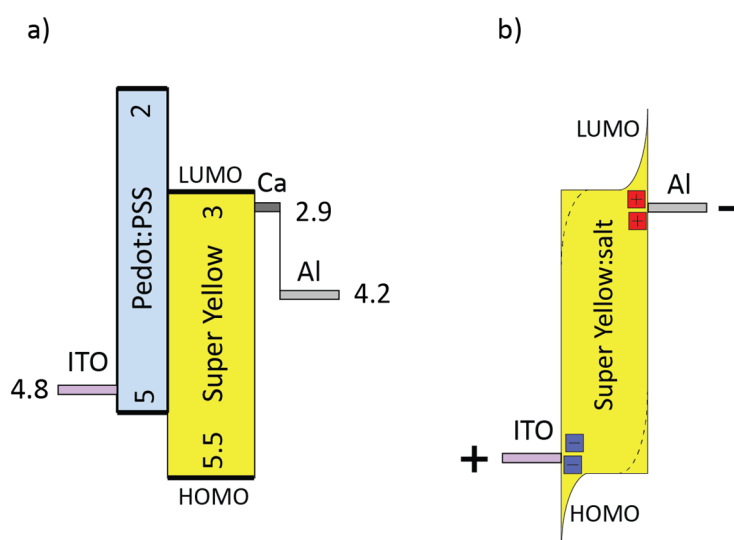 a)
b)
2
Pedot:PSS
5
LUMO
3
Super Yellow
5.5
HOMO
Ca
2.9
Al
4.2
ITO
4.8
LUMO
Al
-
+
+
Super Yellow:salt
ITO
+
-
-
HOMO